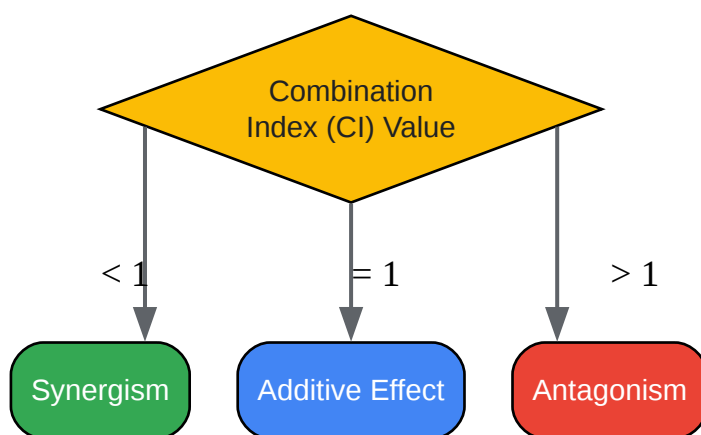 Combination
Index (CI) Value
< 1
= 1
> 1
Synergism
Additive Effect
Antagonism